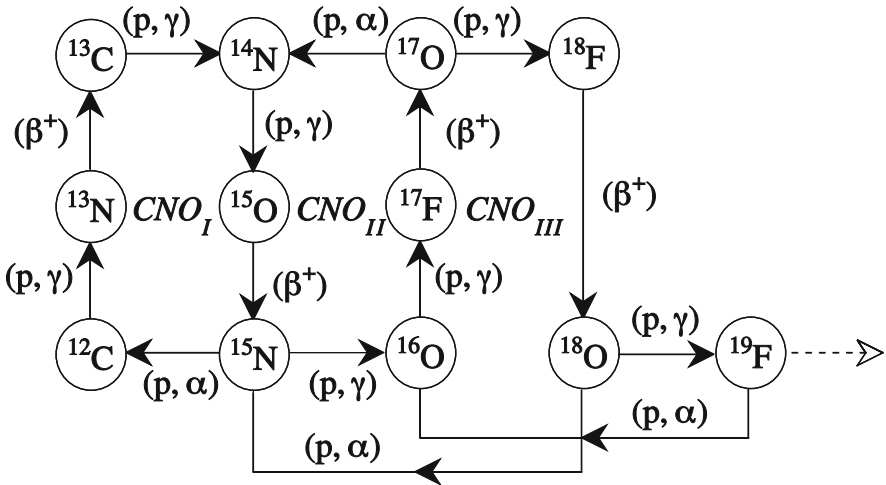 (p, γ) (p, α) (p, γ)
¹³C ¹⁴N ¹⁷O ¹⁸F
(β⁺) (p, γ) (β⁺)
(β⁺)
¹³N CNO_I ¹⁵O CNO_II ¹⁷F CNO_III
(p, γ) (β⁺) (p, γ)
(p, γ)
¹²C ¹⁵N ¹⁶O ¹⁸O ¹⁹F
(p, α) (p, γ)
(p, α)
(p, α)